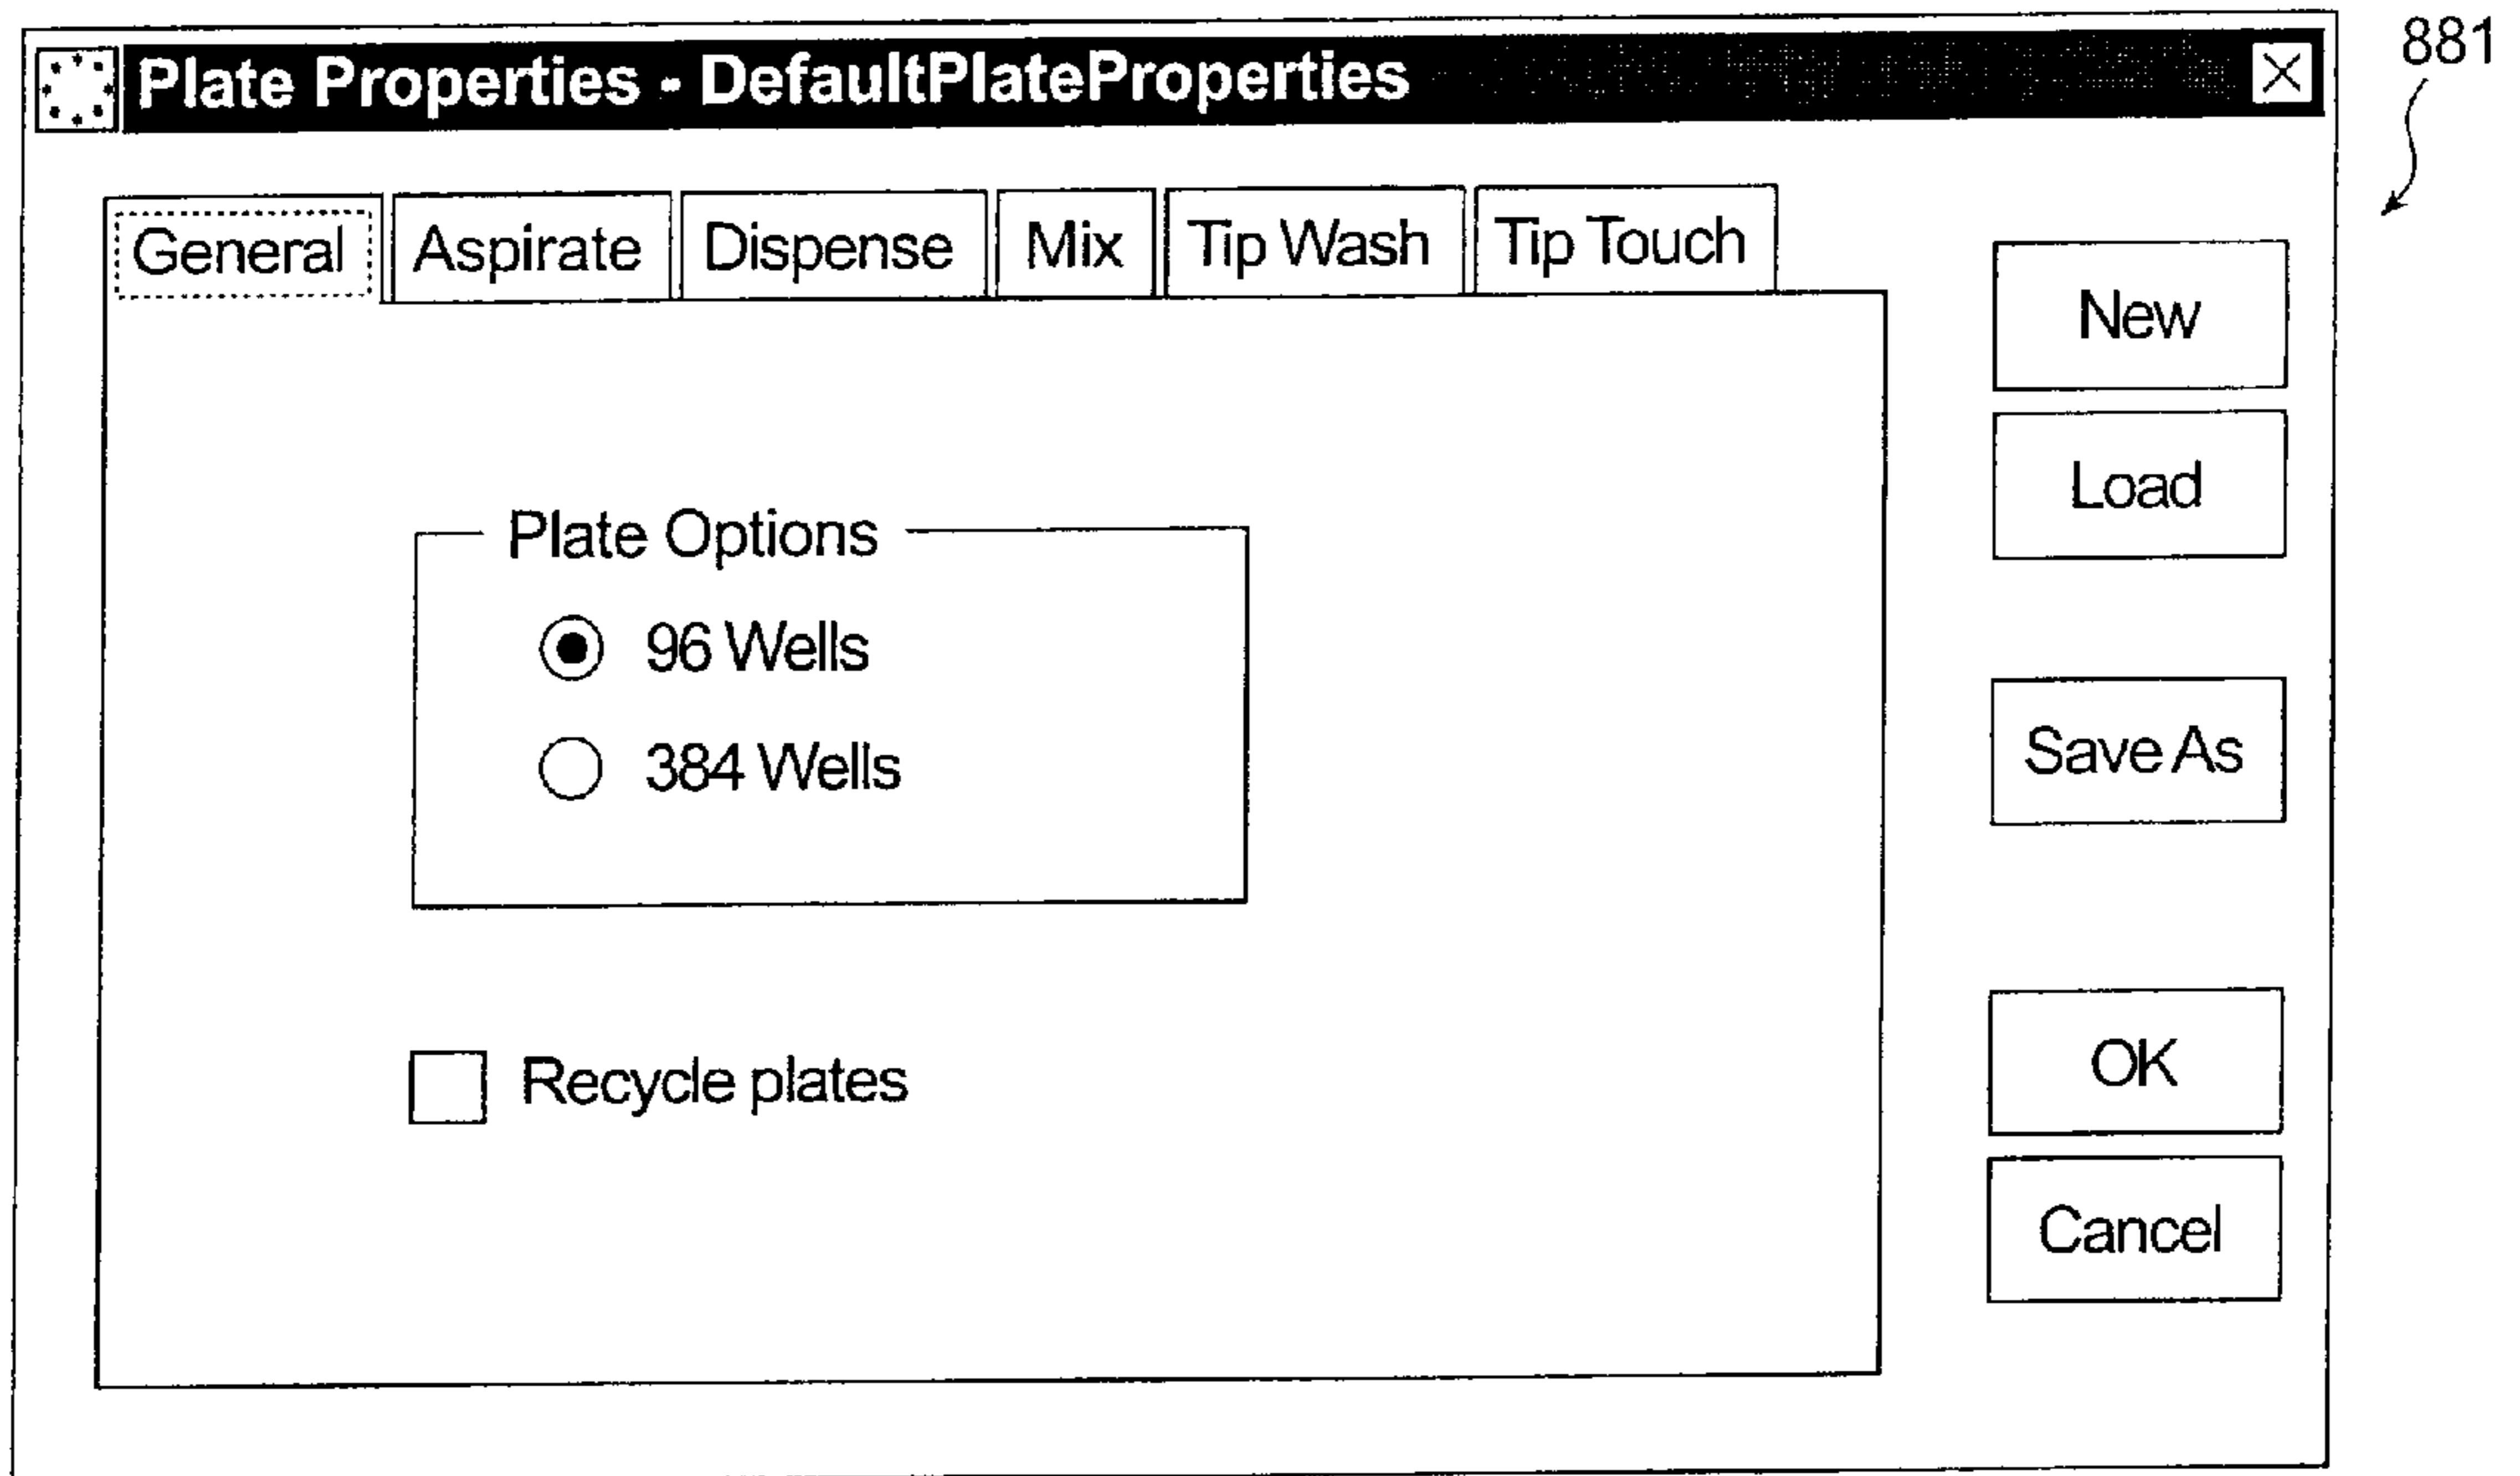 881
Plate Properties - DefaultPlateProperties
General Aspirate Dispense Mix Tip Wash Tip Touch
New
Load
Plate Options
96 Wells
384 Wells
Save As
Recycle plates
OK
Cancel